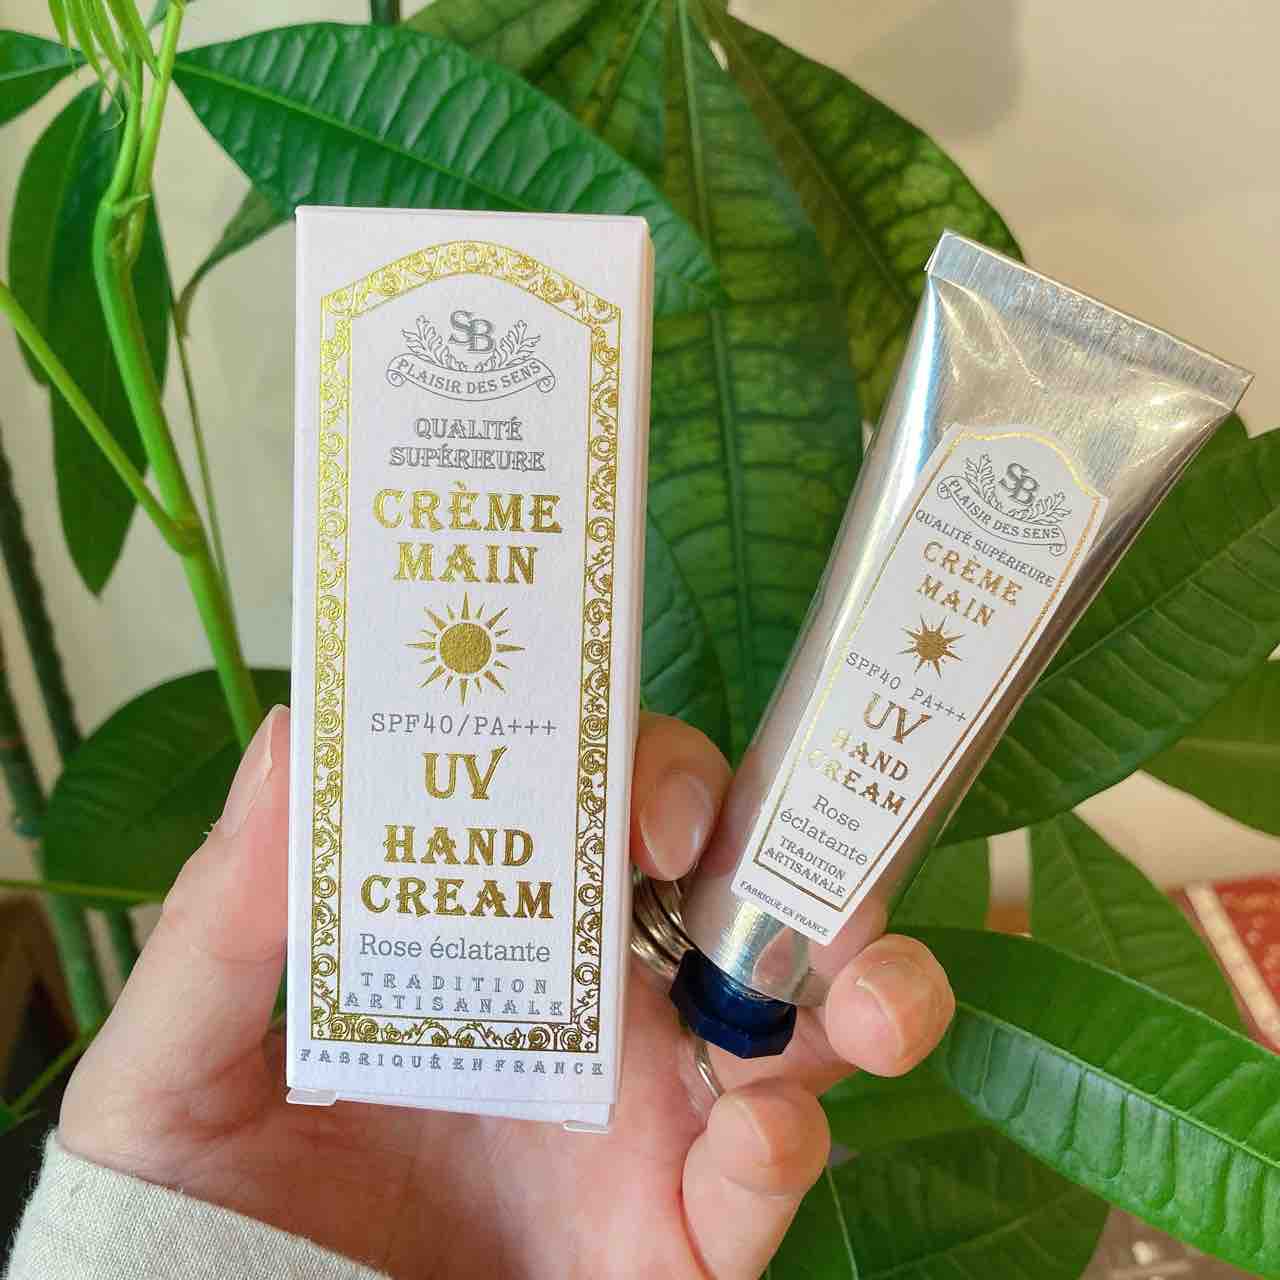 SB
PLAISIR DES SENS
QUALITÉ
SUPÉRIEURE
CRÈME
MAIN
SPF40/PA+++
UV
HAND
CREAM
Rose éclatante
TRADITION
ARTISANALE
FABRIQUÉ EN FRANCE
SB
PLAISIR DES SENS
QUALITÉ SUPÉRIEURE
CRÈME
MAIN
SPF40 PA+++
UV
HAND
CREAM
Rose
éclatante
TRADITION
ARTISANALE
FABRIQUÉ EN FRANCE